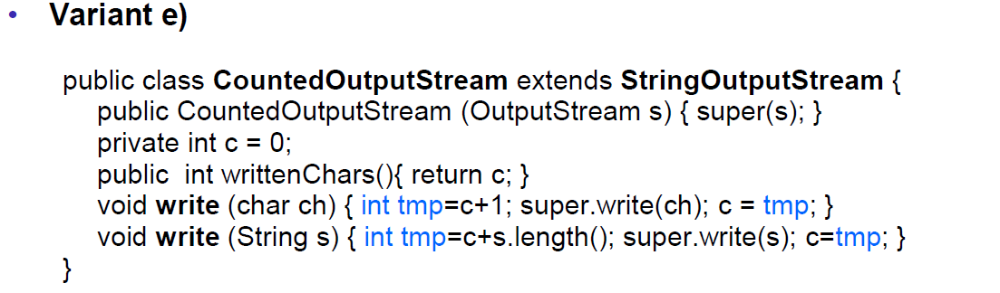 • Variant e)
public class CountedOutputStream extends StringOutputStream {
public CountedOutputStream (OutputStream s) { super(s); }
private int c = 0;
public  int writtenChars(){ return c; }
void write (char ch) { int tmp=c+1; super.write(ch); c = tmp; }
void write (String s) { int tmp=c+s.length(); super.write(s); c=tmp; }
}